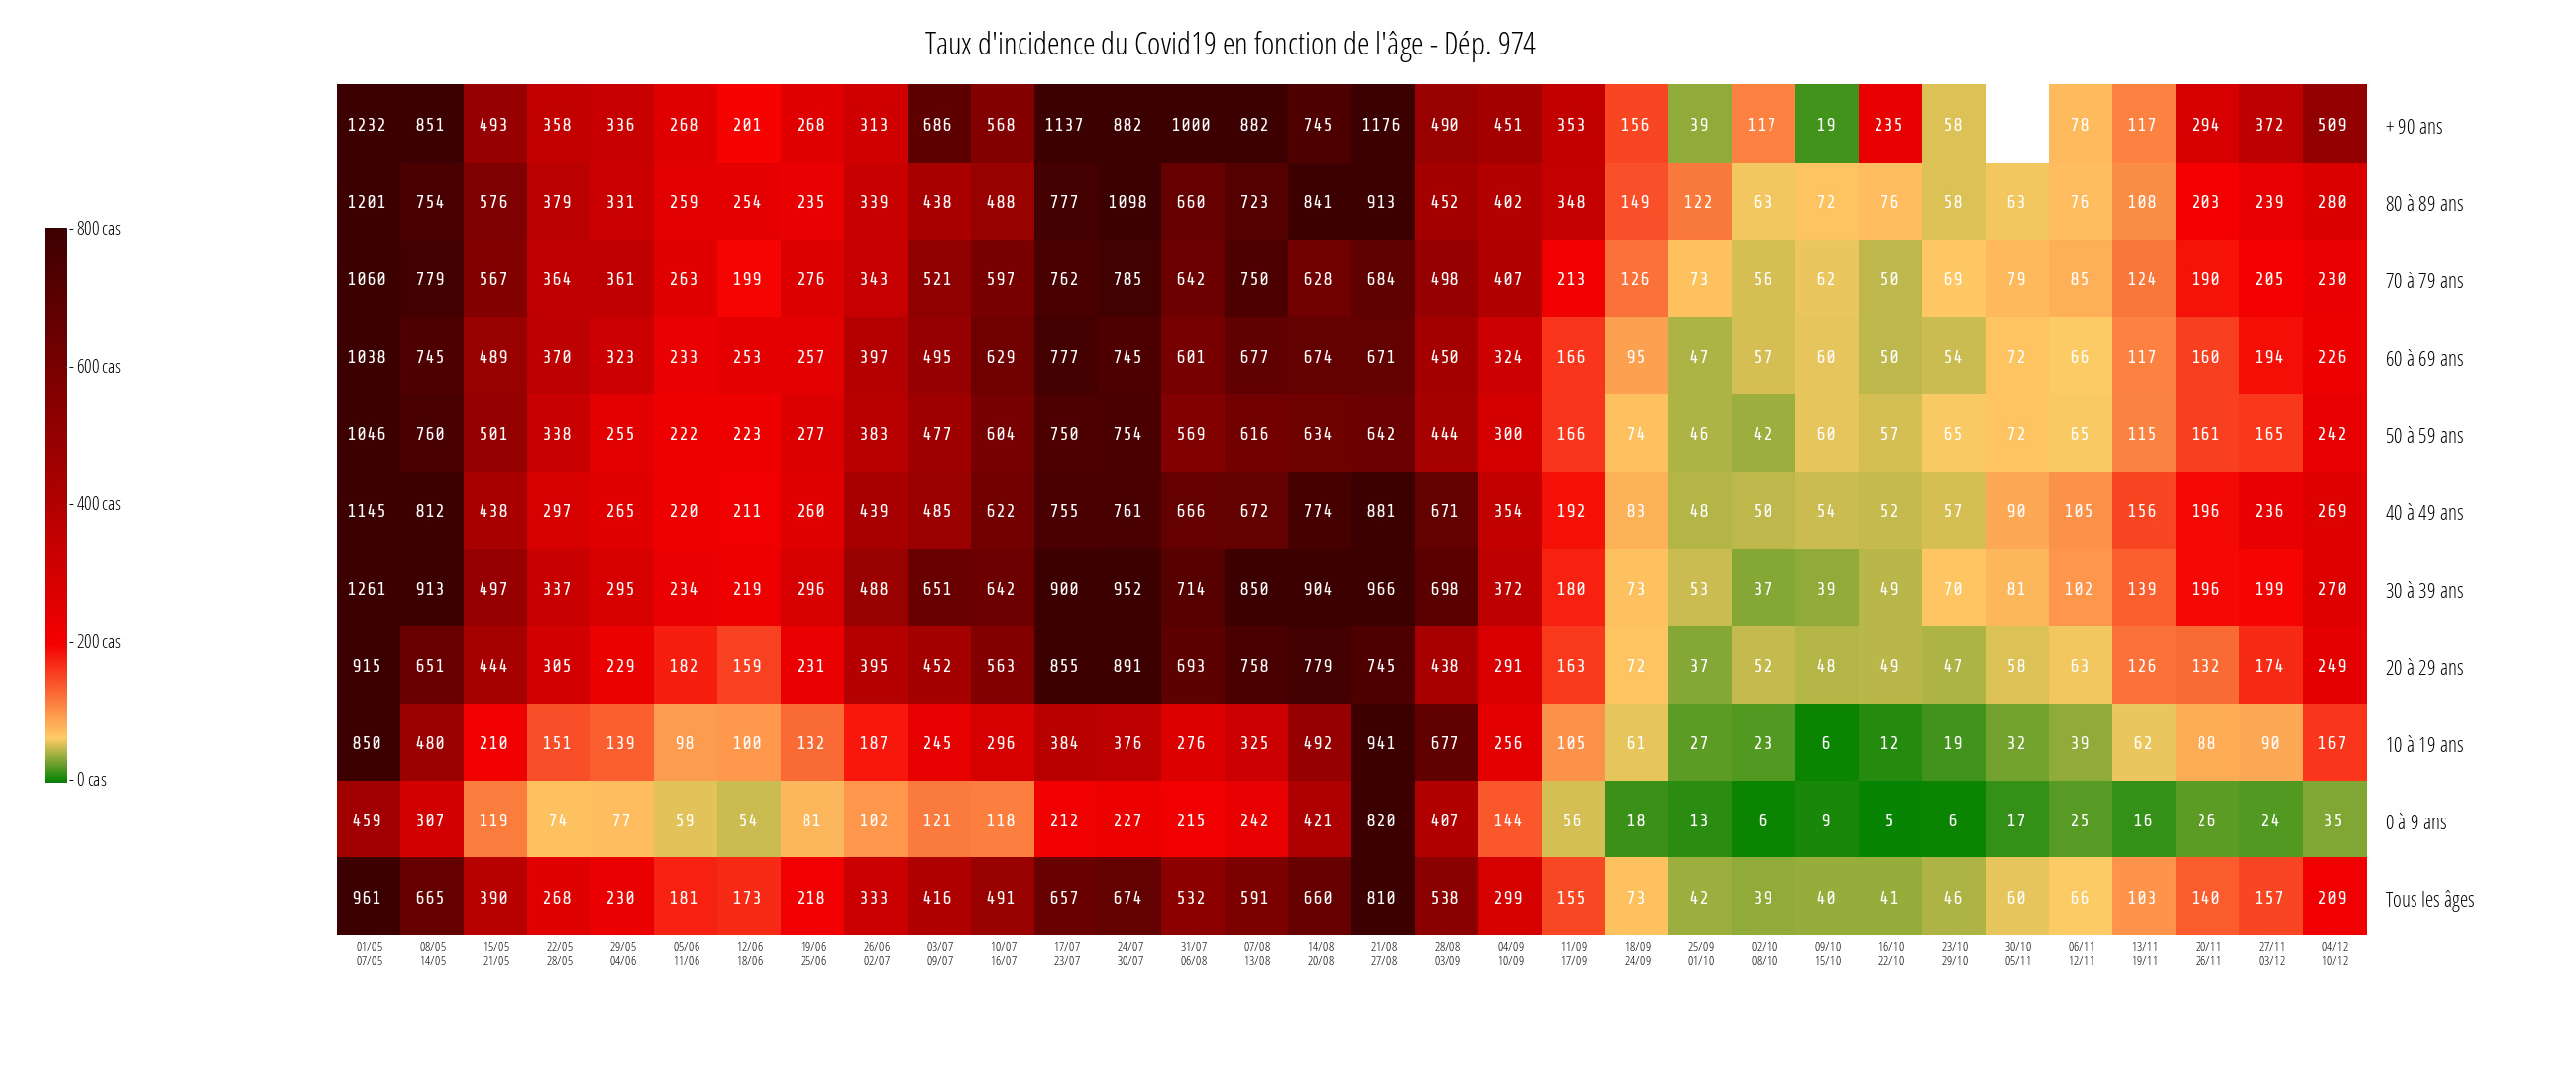 Taux d'incidence du Covid19 en fonction de l'âge - Dép. 974
- 800 cas
- 600 cas
- 400 cas
- 200 cas
- 0 cas
1232 851 493 358 336 268 201 268 313 686 568 1137 882 1000 882 745 1176 490 451 353 156 39 117 19 235 58 78 117 294 372 509 + 90 ans
1201 754 576 379 331 259 254 235 339 438 488 777 1098 660 723 841 913 452 402 348 149 122 63 72 76 58 63 76 108 203 239 280 80 à 89 ans
1060 779 567 364 361 263 199 276 343 521 597 762 785 642 750 628 684 498 407 213 126 73 56 62 50 69 79 85 124 190 205 230 70 à 79 ans
1038 745 489 370 323 233 253 257 397 495 629 777 745 601 677 674 671 450 324 166 95 47 57 60 50 54 72 66 117 160 194 226 60 à 69 ans
1046 760 501 338 255 222 223 277 383 477 604 750 754 569 616 634 642 444 300 166 74 46 42 60 57 65 72 65 115 161 165 242 50 à 59 ans
1145 812 438 297 265 220 211 260 439 485 622 755 761 666 672 774 881 671 354 192 83 48 50 54 52 57 90 105 156 196 236 269 40 à 49 ans
1261 913 497 337 295 234 219 296 488 651 642 900 952 714 850 904 966 698 372 180 73 53 37 39 49 70 81 102 139 196 199 270 30 à 39 ans
915 651 444 305 229 182 159 231 395 452 563 855 891 693 758 779 745 438 291 163 72 37 52 48 49 47 58 63 126 132 174 249 20 à 29 ans
850 480 210 151 139 98 100 132 187 245 296 384 376 276 325 492 941 677 256 105 61 27 23 6 12 19 32 39 62 88 90 167 10 à 19 ans
459 307 119 74 77 59 54 81 102 121 118 212 227 215 242 421 820 407 144 56 18 13 6 9 5 6 17 25 16 26 24 35 0 à 9 ans
961 665 390 268 230 181 173 218 333 416 491 657 674 532 591 660 810 538 299 155 73 42 39 40 41 46 60 66 103 140 157 209 Tous les âges
01/05 08/05 15/05 22/05 29/05 05/06 12/06 19/06 26/06 03/07 10/07 17/07 24/07 31/07 07/08 14/08 21/08 28/08 04/09 11/09 18/09 25/09 02/10 09/10 16/10 23/10 30/10 06/11 13/11 20/11 27/11 04/12
07/05 14/05 21/05 28/05 04/06 11/06 18/06 25/06 02/07 09/07 16/07 23/07 30/07 06/08 13/08 20/08 27/08 03/09 10/09 17/09 24/09 01/10 08/10 15/10 22/10 29/10 05/11 12/11 19/11 26/11 03/12 10/12